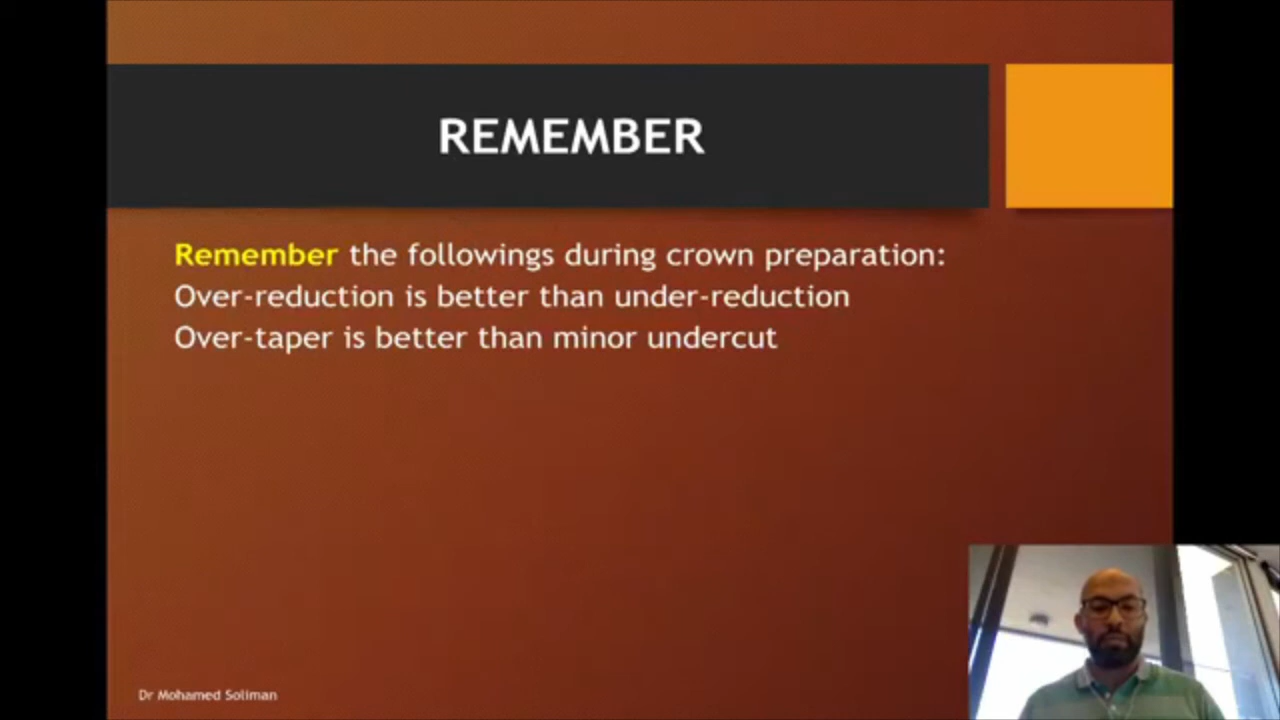 REMEMBER
Remember the followings during crown preparation:
Over-reduction is better than under-reduction
Over-taper is better than minor undercut
Dr Mohamed Soliman